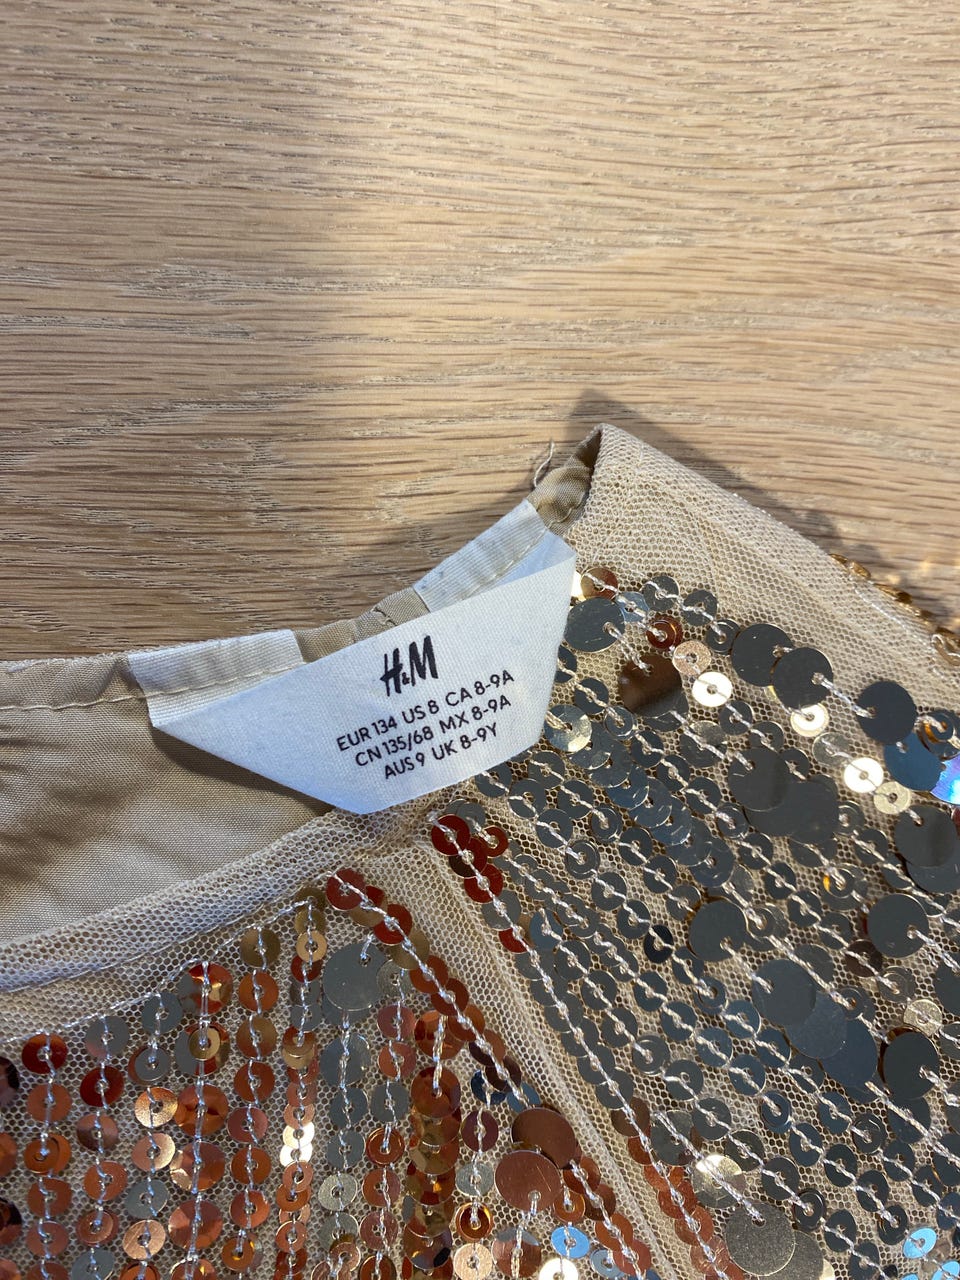 H&M
EUR 134 US 8 CA 8-9A
CN 135/68 MX 8-9A
AUS 9 UK 8-9Y